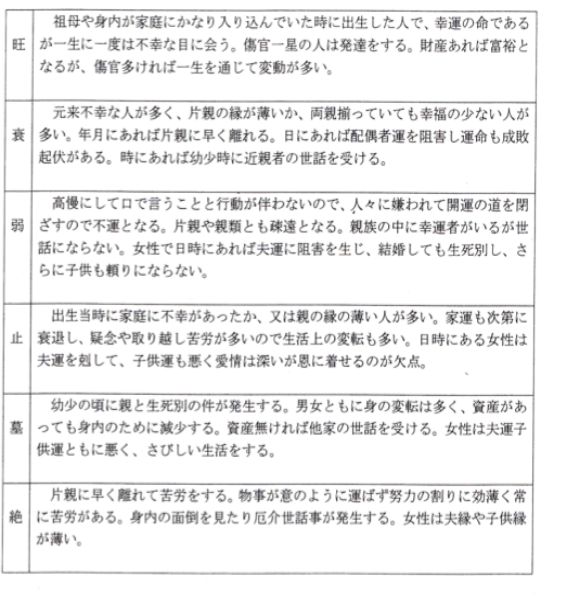 旺
祖母や身内が家庭にかなり入り込んでいた時に出生した人で、幸運の命である
が一生に一度は不幸な目に会う。傷官一星の人は発達をする。財産あれば富裕と
なるが、傷官多ければ一生を通じて変動が多い。
衰
元来不幸な人が多く、片親の縁が薄いか、両親揃っていても幸福の少ない人が
多い。年月にあれば片親に早く離れる。日にあれば配偶者運を阻害し運命も成敗
起伏がある。時にあれば幼少時に近親者の世話を受ける。
弱
高慢にして口で言うことと行動が伴わないので、人々に嫌われて開運の道を閉
ざすので不運となる。片親や親類とも疎遠となる。親族の中に幸運者がいるが世
話にならない。女性で日時にあれば夫運に阻害を生じ、結婚しても生死別し、さ
らに子供も頼りにならない。
止
出生当時に家庭に不幸があったか、又は親の縁の薄い人が多い。家運も次第に
衰退し、疑念や取り越し苦労が多いので生活上の変転も多い。日時にある女性は
夫運を剋して、子供運も悪く愛情は深いが恩に着せるのが欠点。
墓
幼少の頃に親と生死別の件が発生する。男女ともに身の変転は多く、資産があ
っても身内のために減少する。資産無ければ他家の世話を受ける。女性は夫運子
供運ともに悪く、さびしい生活をする。
絶
片親に早く離れて苦労をする。物事が意のように運ばず努力の割りに効薄く常
に苦労がある。身内の面倒を見たり厄介世話事が発生する。女性は夫縁や子供縁
が薄い。